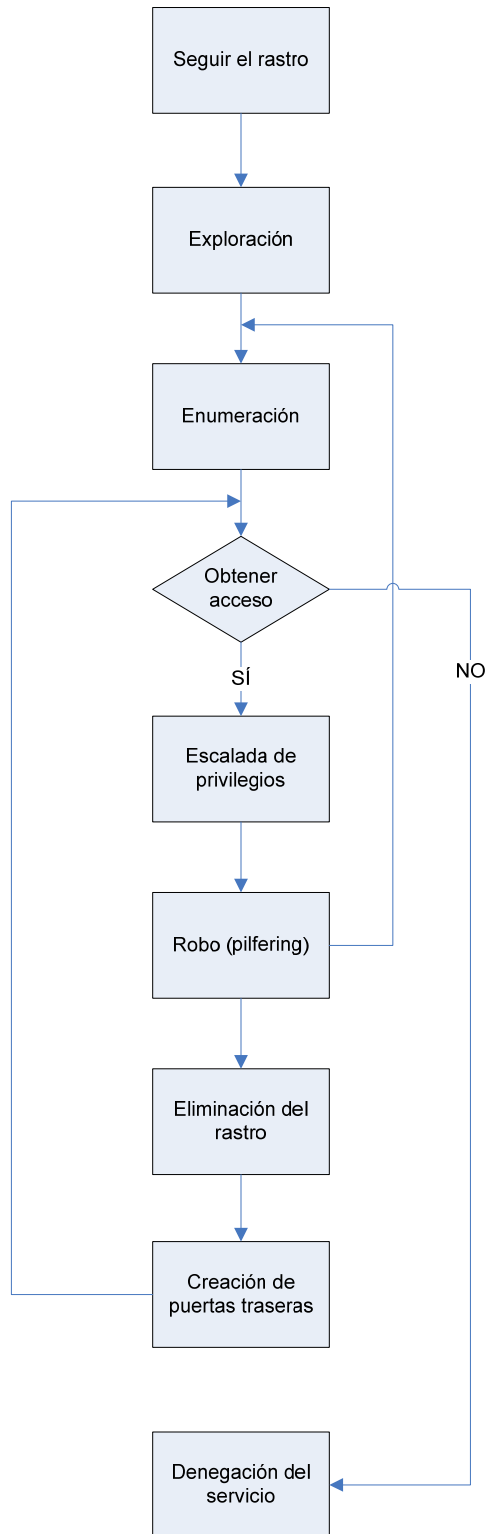 Seguir el rastro
Exploración
Enumeración
Obtener
acceso
NO
SÍ
Escalada de
privilegios
Robo (pilfering)
Eliminación del
rastro
Creación de
puertas traseras
Denegación del
servicio